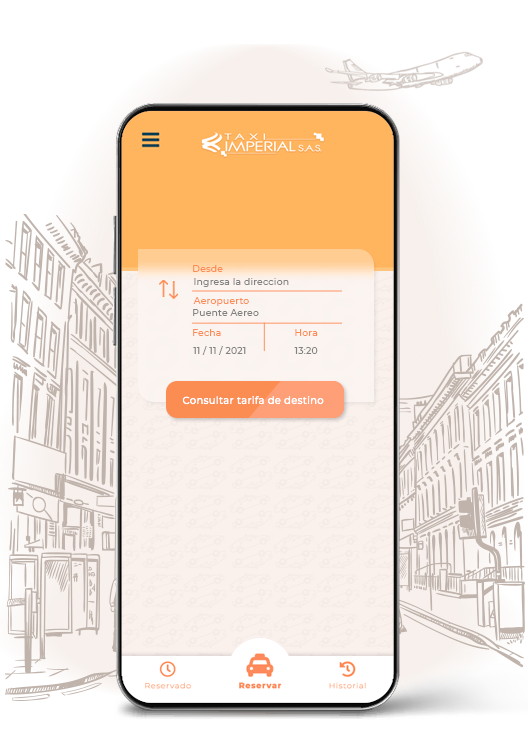 TAXI
IMPERIAL S.A.S.
Desde
Ingresa la direccion
Aeropuerto
Puente Aereo
Fecha
Hora
11 / 11 / 2021
13:20
Consultar tarifa de destino
Reservado
Reservar
Historial